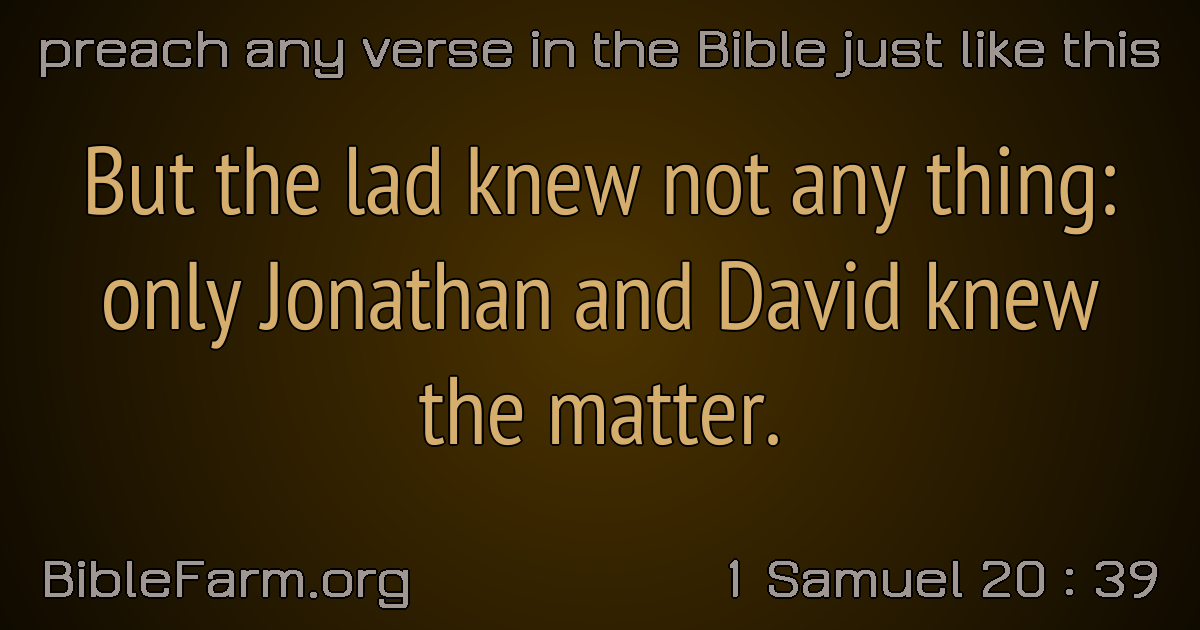 preach any verse in the Bible just like this
But the lad knew not any thing:
only Jonathan and David knew
the matter.
BibleFarm.org
1 Samuel 20 : 39